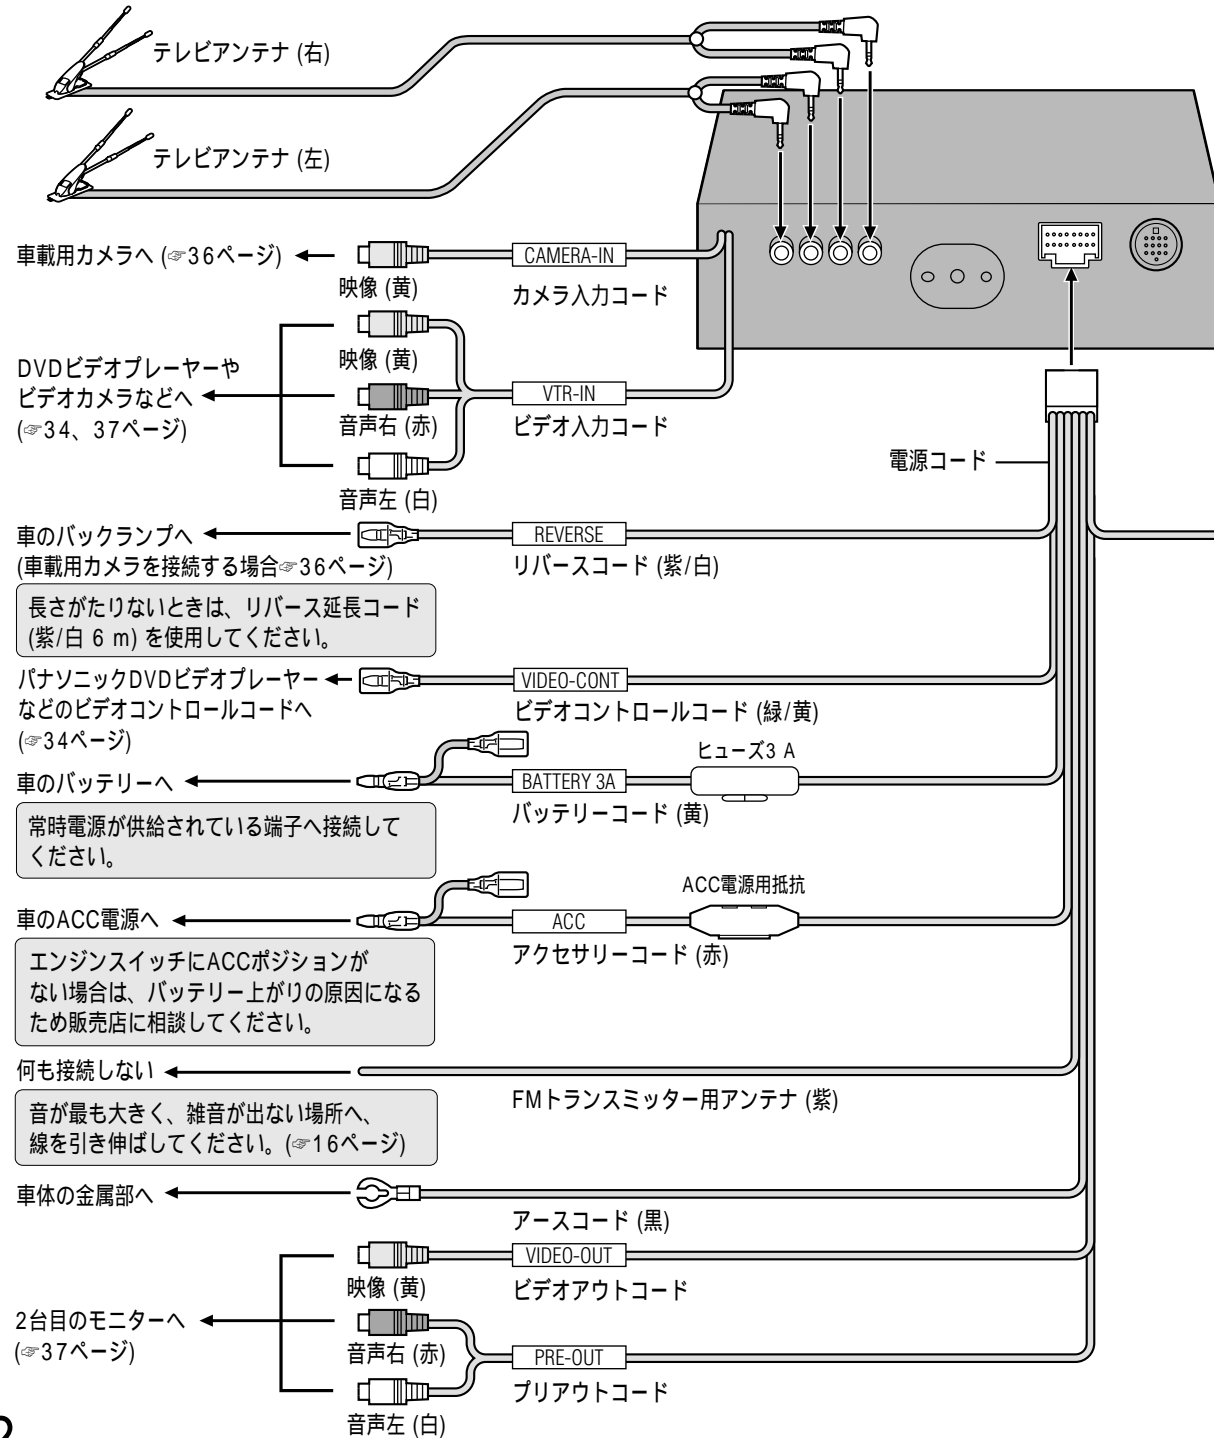 テレビアンテナ (右)
テレビアンテナ (左)
車載用カメラへ (☞36ページ)
CAMERA-IN
映像 (黄)
カメラ入力コード
DVDビデオプレーヤーや
ビデオカメラなどへ
(☞34、37ページ)
映像 (黄)
VTR-IN
音声右 (赤)
ビデオ入力コード
音声左 (白)
電源コード
車のバックランプへ
(車載用カメラを接続する場合☞36ページ)
REVERSE
リバースコード (紫/白)
長さがたりないときは、リバース延長コード
(紫/白 6 m) を使用してください。
パナソニックDVDビデオプレーヤー
などのビデオコントロールコードへ
(☞34ページ)
VIDEO-CONT
ビデオコントロールコード (緑/黄)
ヒューズ3 A
車のバッテリーへ
BATTERY 3A
バッテリーコード (黄)
常時電源が供給されている端子へ接続して
ください。
ACC電源用抵抗
車のACC電源へ
ACC
アクセサリーコード (赤)
エンジンスイッチにACCポジションが
ない場合は、バッテリー上がりの原因になる
ため販売店に相談してください。
何も接続しない
FMトランスミッター用アンテナ (紫)
音が最も大きく、雑音が出ない場所へ、
線を引き伸ばしてください。(☞16ページ)
車体の金属部へ
アースコード (黒)
VIDEO-OUT
映像 (黄)
ビデオアウトコード
2台目のモニターへ
(☞37ページ)
音声右 (赤)
PRE-OUT
プリアウトコード
音声左 (白)